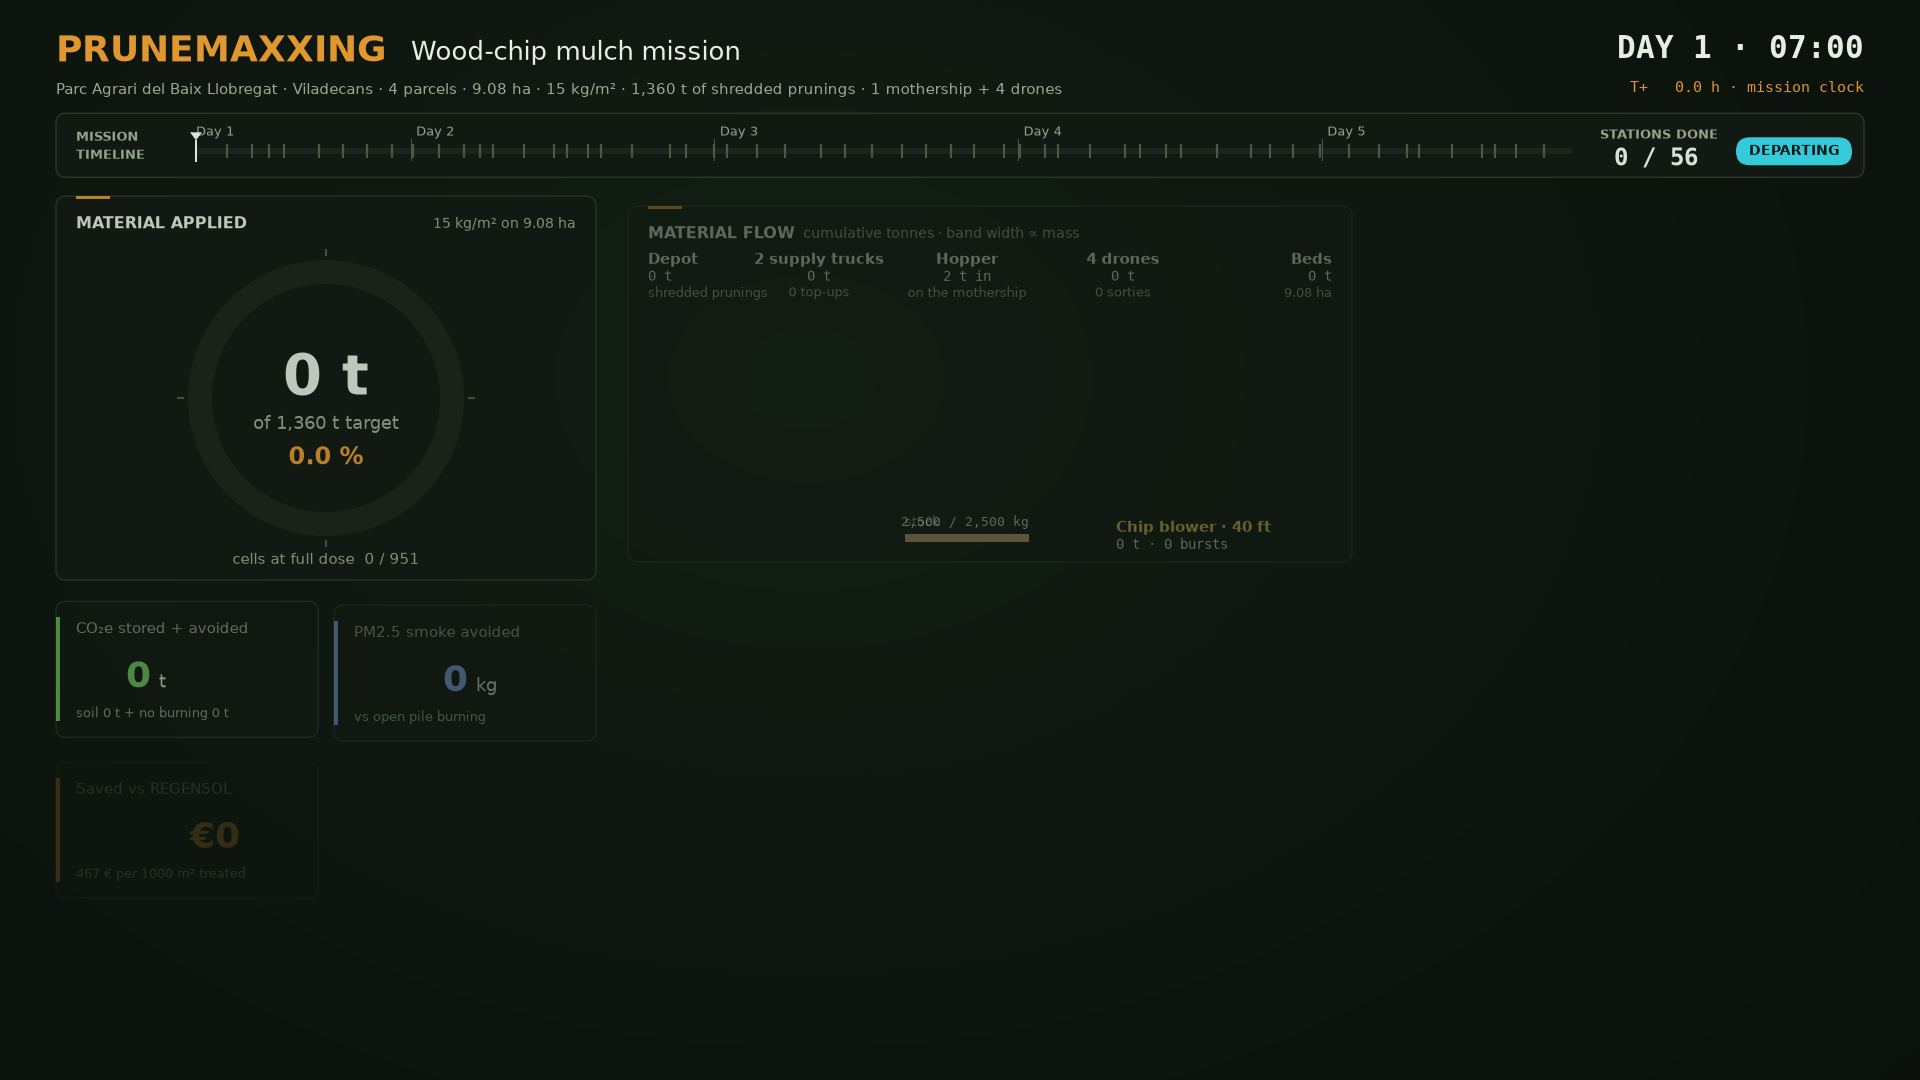 PRUNEMAXXING Wood-chip mulch mission
DAY 1 · 07:00
Parc Agrari del Baix Llobregat · Viladecans · 4 parcels · 9.08 ha · 15 kg/m² · 1,360 t of shredded prunings · 1 mothership + 4 drones
T+ 0.0 h · mission clock
MISSION TIMELINE
Day 1 Day 2 Day 3 Day 4 Day 5
STATIONS DONE
0 / 56
DEPARTING
MATERIAL APPLIED
15 kg/m² on 9.08 ha
0 t
of 1,360 t target
0.0 %
cells at full dose 0 / 951
MATERIAL FLOW cumulative tonnes · band width ∝ mass
Depot
0 t
shredded prunings
2 supply trucks
0 t
0 top-ups
Hopper
2 t in
on the mothership
4 drones
0 t
0 sorties
Beds
0 t
9.08 ha
2,500 / 2,500 kg
Chip blower · 40 ft
0 t · 0 bursts
CO₂e stored + avoided
0 t
soil 0 t + no burning 0 t
PM2.5 smoke avoided
0 kg
vs open pile burning
Saved vs REGENSOL
€0
467 € per 1000 m² treated